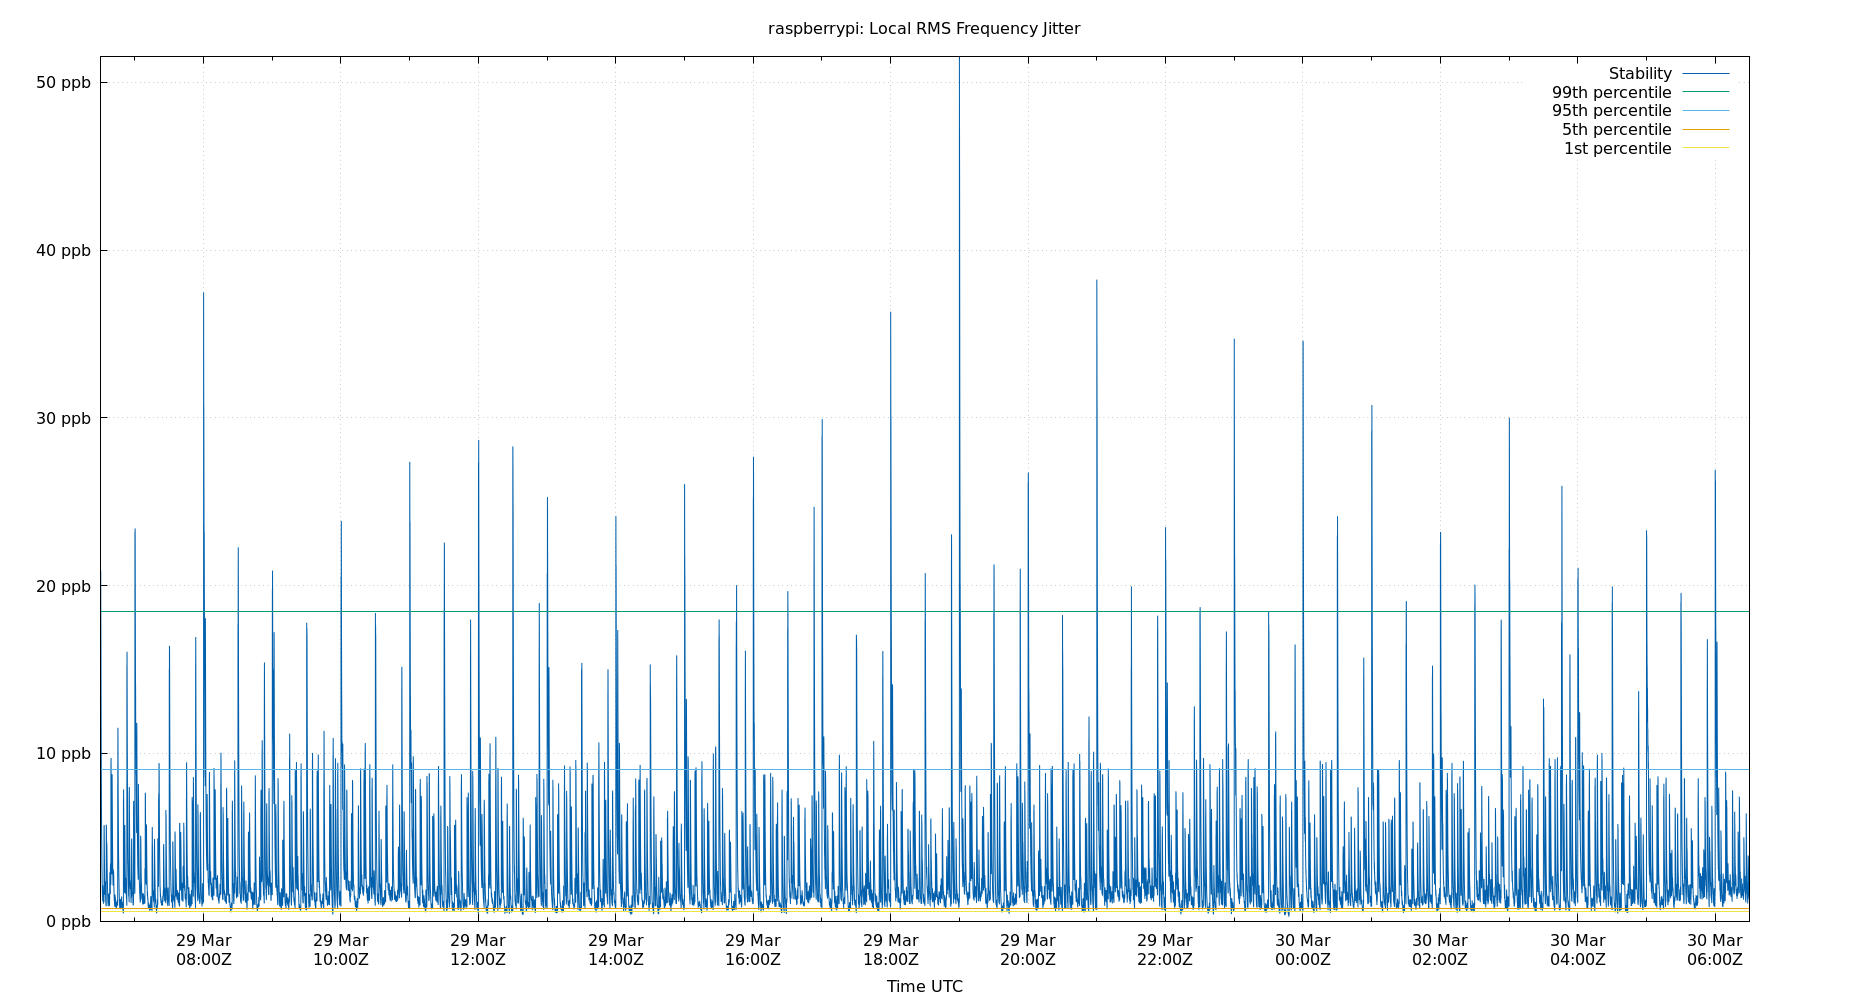 raspberrypi: Local RMS Frequency Jitter
50 ppb
40 ppb
30 ppb
20 ppb
10 ppb
0 ppb
Stability
99th percentile
95th percentile
5th percentile
1st percentile
29 Mar 29 Mar 29 Mar 29 Mar 29 Mar 29 Mar 29 Mar 29 Mar 30 Mar 30 Mar 30 Mar 30 Mar
08:00Z 10:00Z 12:00Z 14:00Z 16:00Z 18:00Z 20:00Z 22:00Z 00:00Z 02:00Z 04:00Z 06:00Z
Time UTC